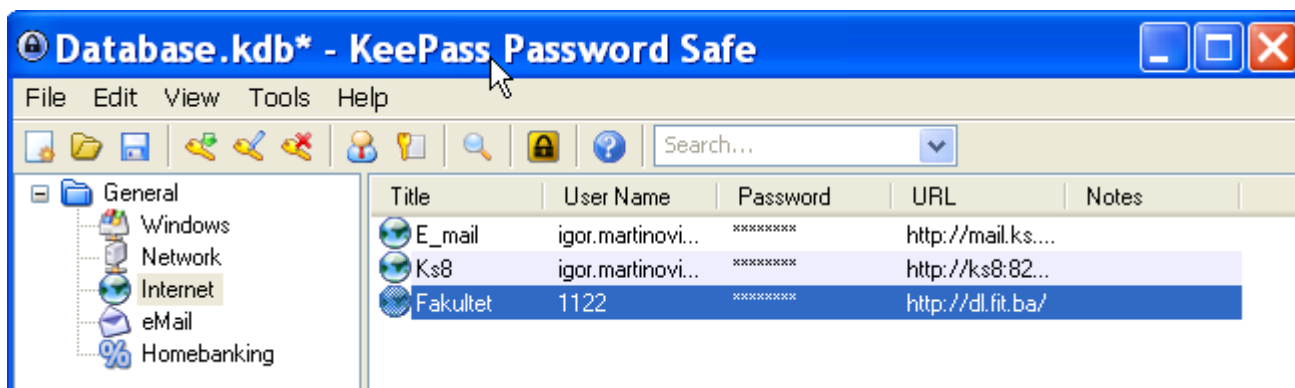 Database.kdb* - KeePass Password Safe
File Edit View Tools Help
Search...
General
Windows
Network
Internet
eMail
Homebanking
Title User Name Password URL Notes
E_mail igor.martinovi... ******** http://mail.ks....
Ks8 igor.martinovi... ******** http://ks8:82...
Fakultet 1122 ******** http://dl.fit.ba/